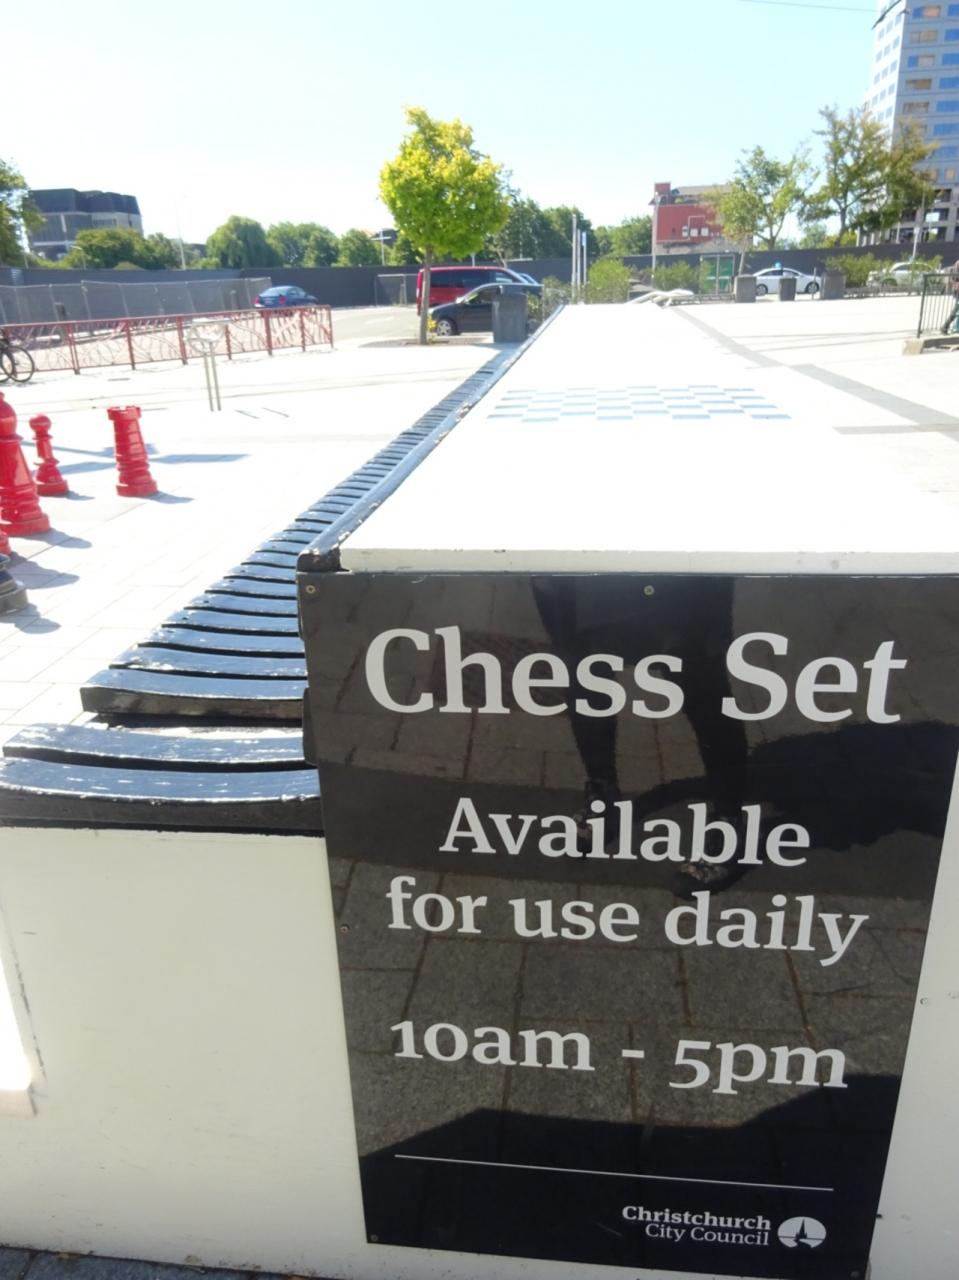 Chess Set
Available
for use daily
10am - 5pm
Christchurch
City Council